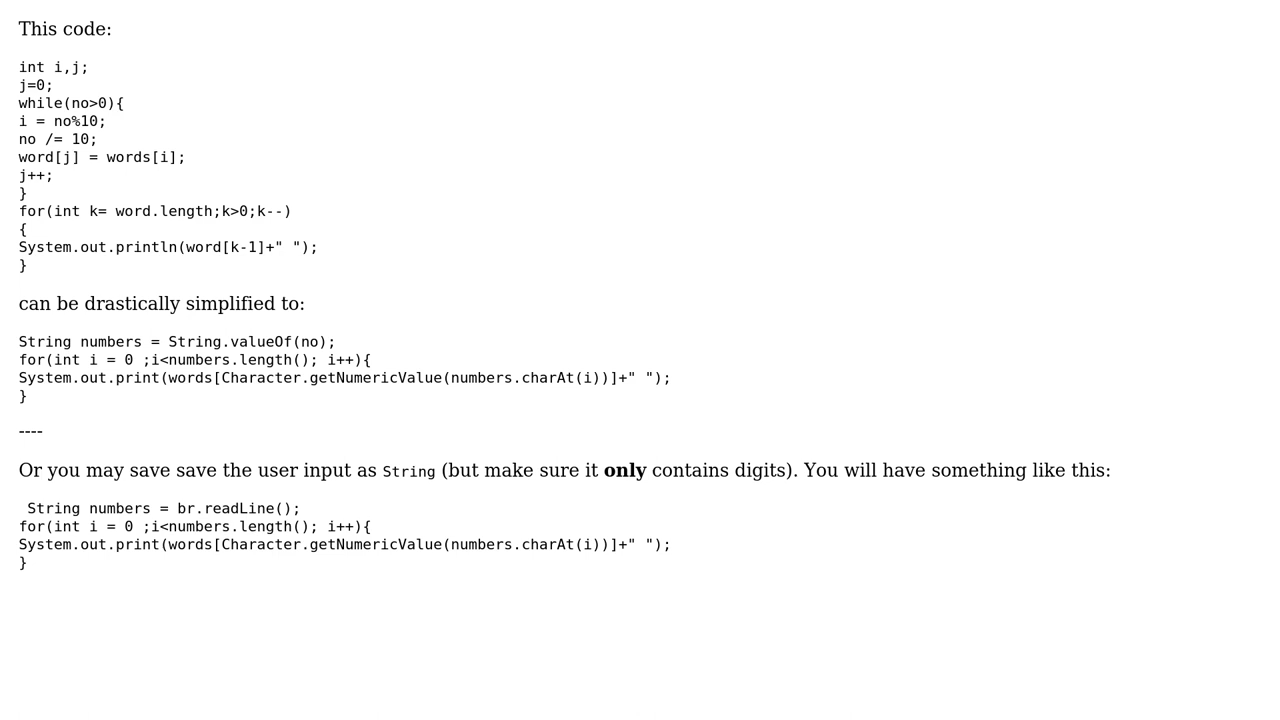 This code:
int i,j;
j=0;
while(no>0){
i = no%10;
no /= 10;
word[j] = words[i];
j++;
}
for(int k= word.length;k>0;k--)
{
System.out.println(word[k-1]+" ");
}
can be drastically simplified to:
String numbers = String.valueOf(no);
for(int i = 0 ;i<numbers.length(); i++){
System.out.print(words[Character.getNumericValue(numbers.charAt(i))]+" ");
}
----
Or you may save save the user input as String (but make sure it only contains digits). You will have something like this:
String numbers = br.readLine();
for(int i = 0 ;i<numbers.length(); i++){
System.out.print(words[Character.getNumericValue(numbers.charAt(i))]+" ");
}